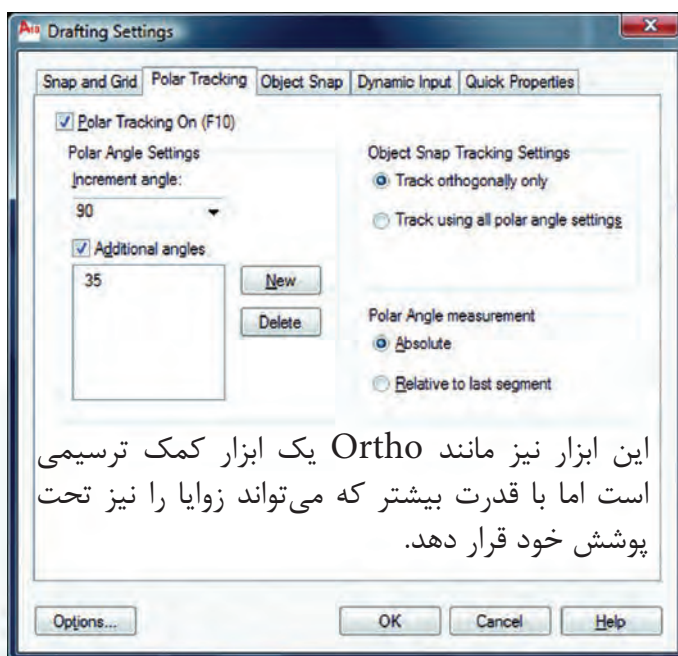 Drafting Settings
Snap and Grid Polar Tracking Object Snap Dynamic Input Quick Properties
Polar Tracking On (F10)
Polar Angle Settings
Increment angle:
90
Additional angles
35
New
Delete
Object Snap Tracking Settings
Track orthogonally only
Track using all polar angle settings
Polar Angle measurement
Absolute
Relative to last segment
این ابزار نیز مانند Ortho یک ابزار کمک ترسیمی
است اما با قدرت بیشتر که می‌تواند زوایا را نیز تحت
پوشش خود قرار دهد.
Options... OK Cancel Help